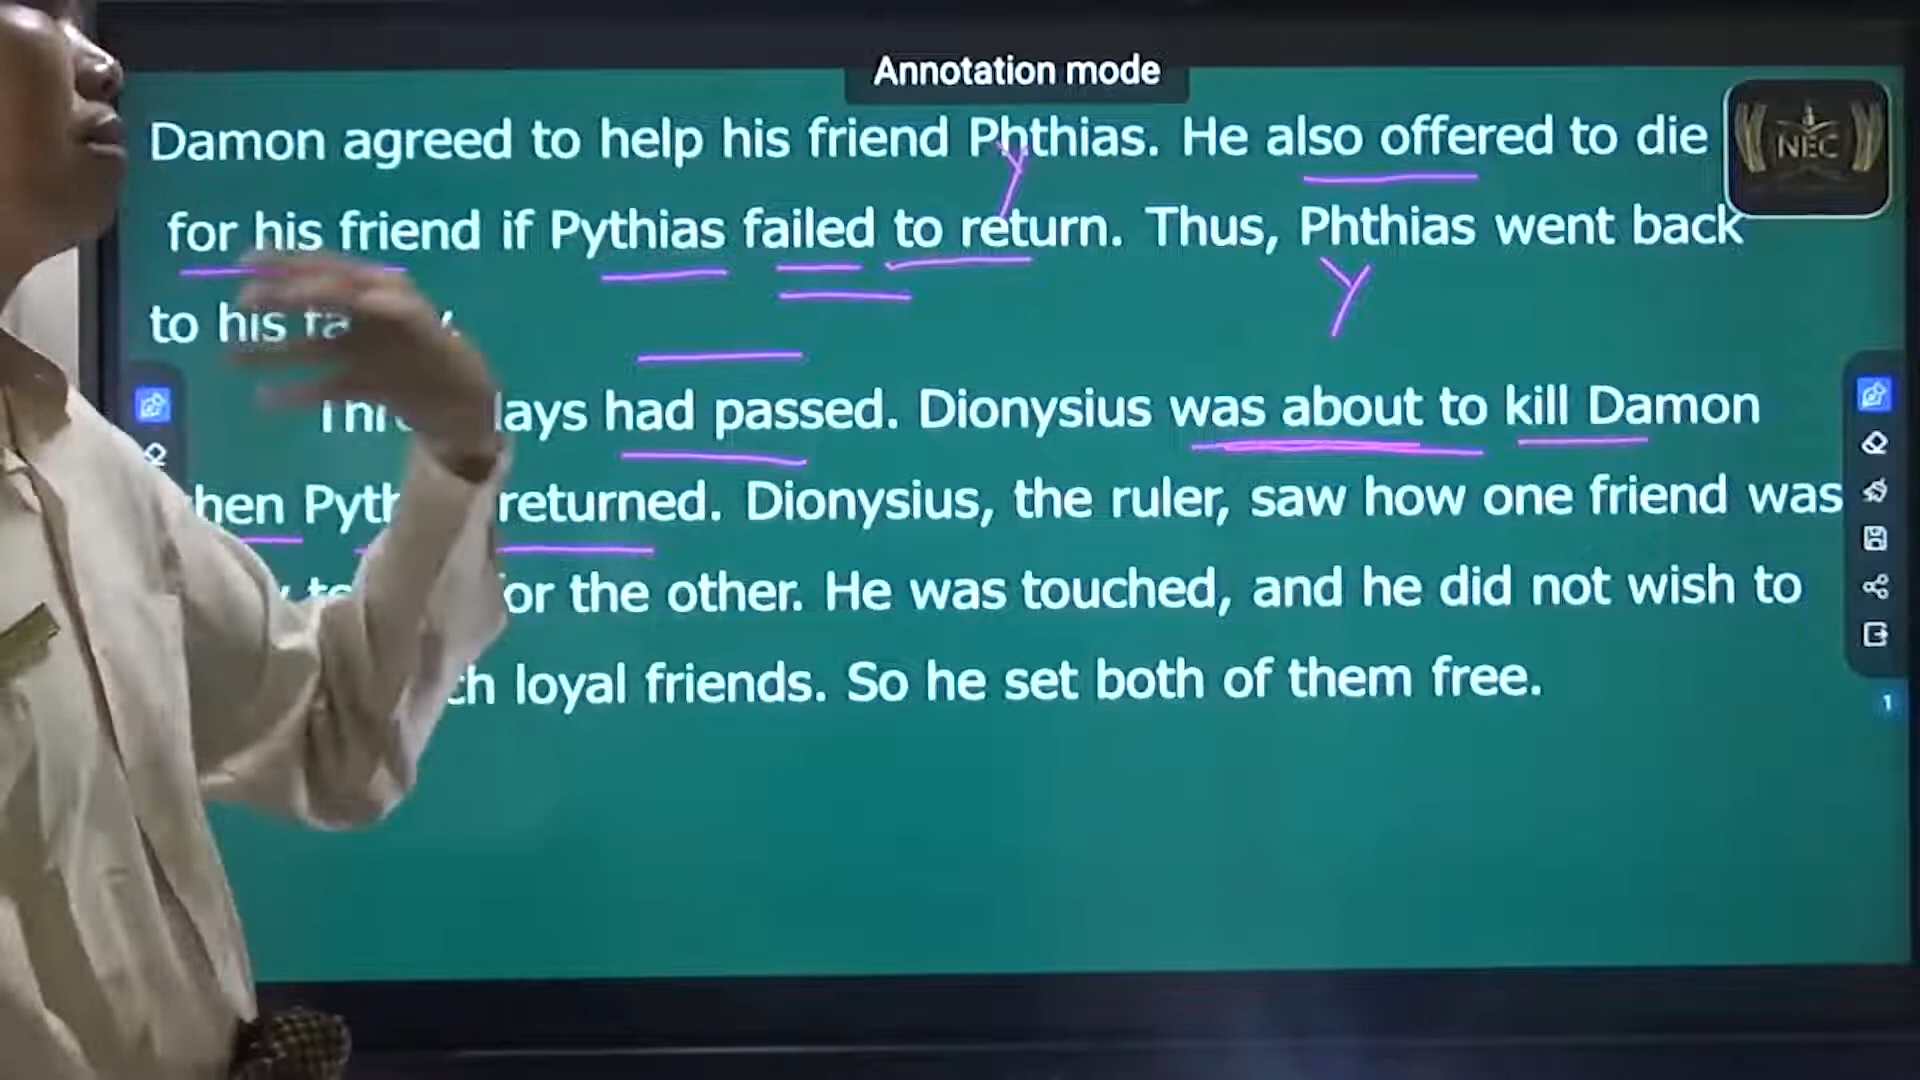 Annotation mode
Damon agreed to help his friend Phthias. He also offered to die
NEC
y
for his friend if Pythias failed to return. Thus, Phthias went back
Y
to his
days had passed. Dionysius was about to kill Damon
returned. Dionysius, the ruler, saw how one friend was
for the other. He was touched, and he did not wish to
loyal friends. So he set both of them free.
1